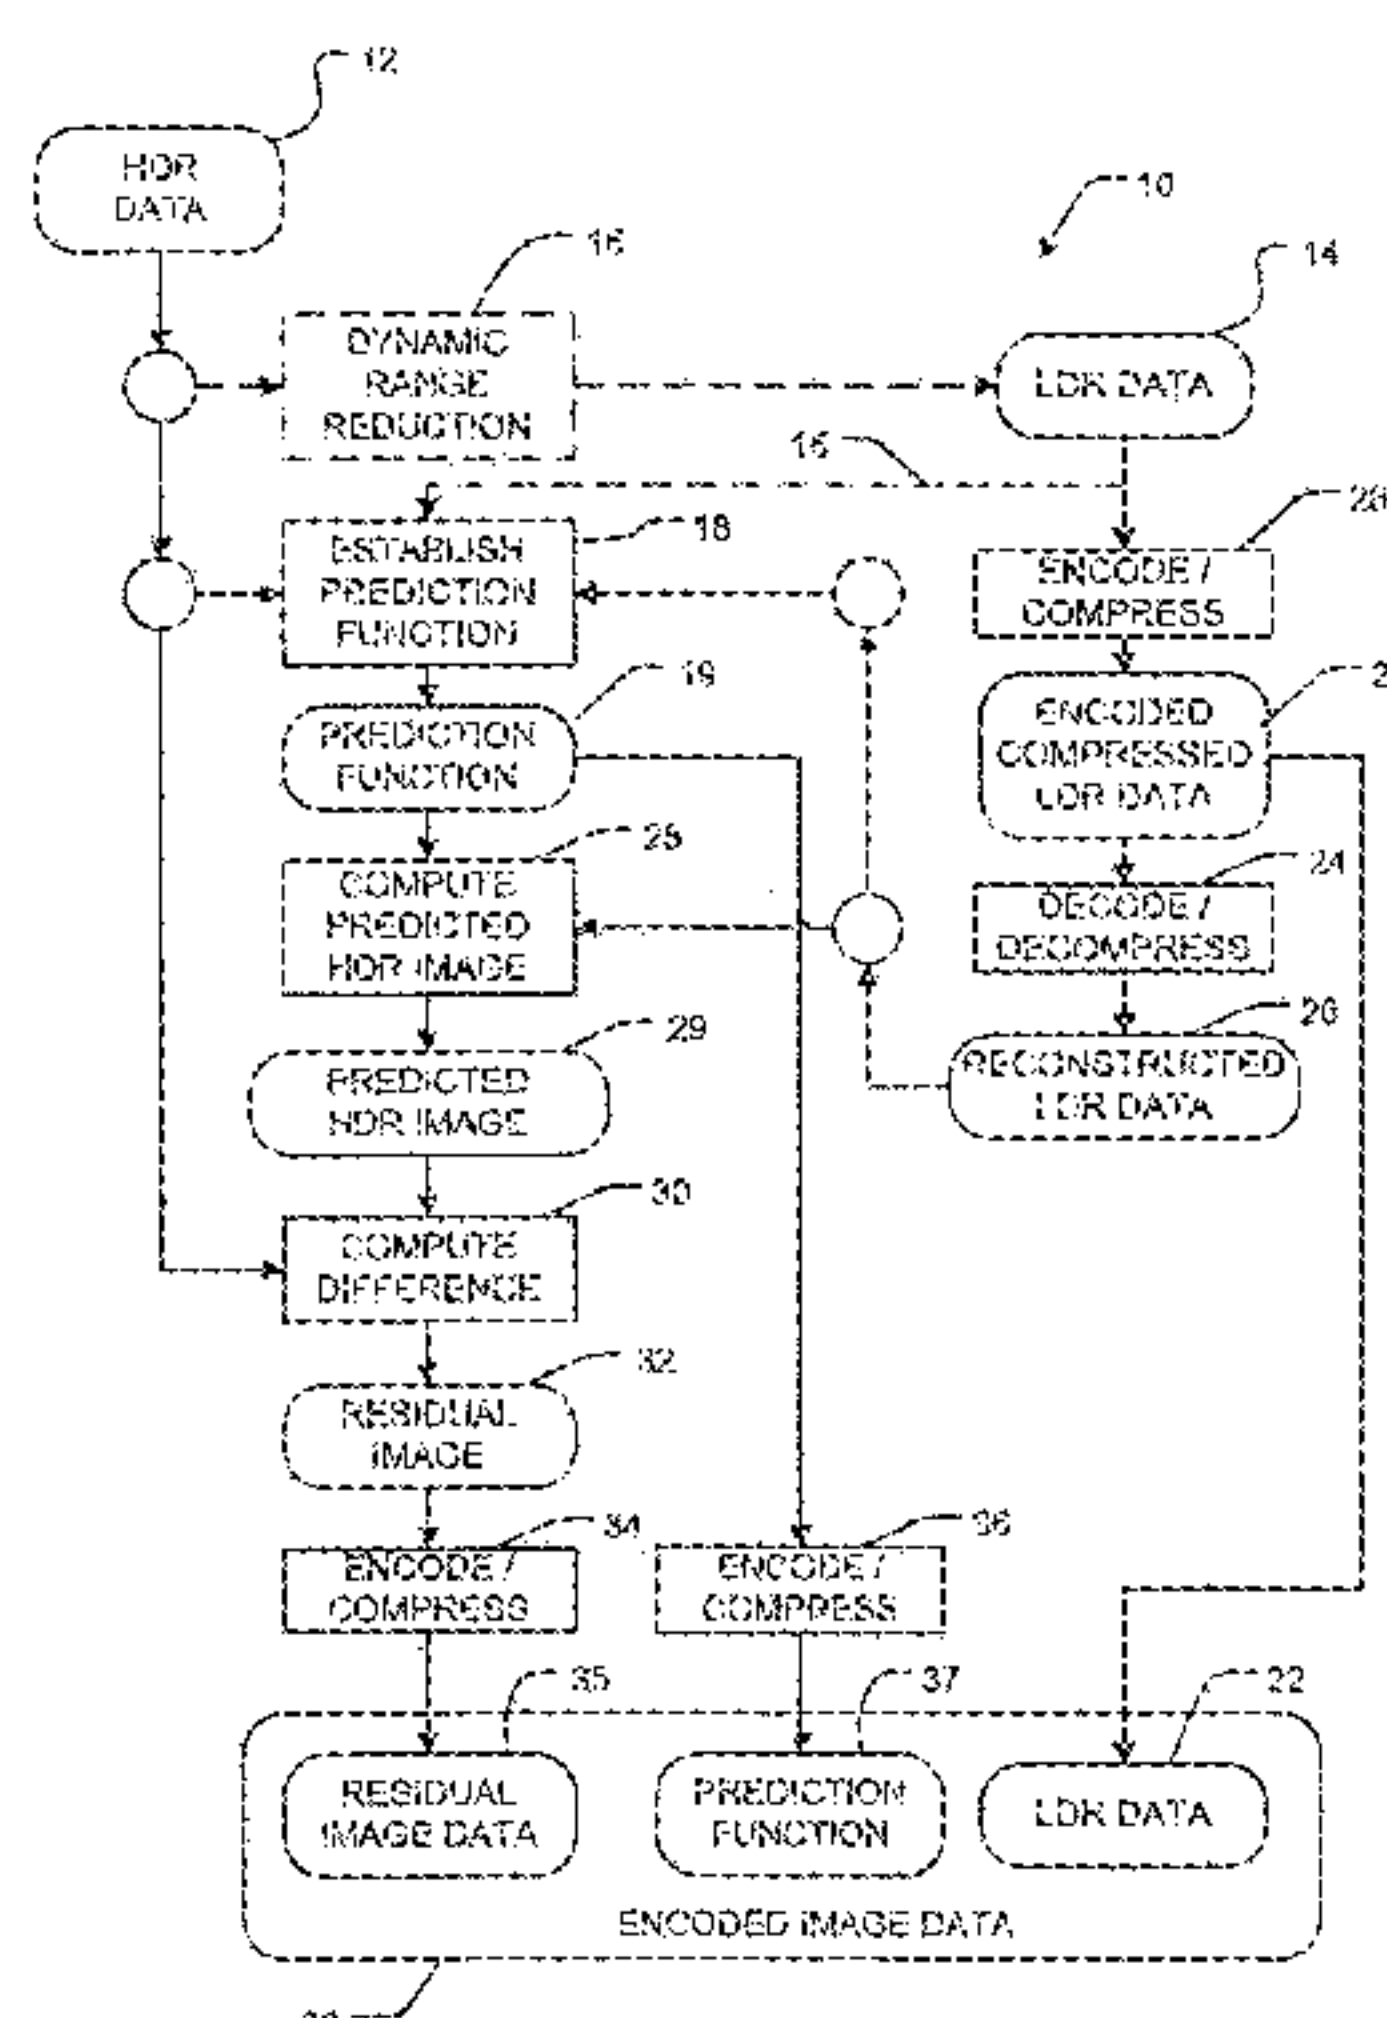 12
HDR
DATA
10
16
14
DYNAMIC
RANGE
REDUCTION
LDR DATA
15
18
ESTABLISH
PREDICTION
FUNCTION
ENCODE /
COMPRESS
19
PREDICTION
FUNCTION
ENCODED
COMPRESSED
LDR DATA
COMPUTE
PREDICTED
HDR IMAGE
24
DECODE /
DECOMPRESS
29
26
PREDICTED
HDR IMAGE
RECONSTRUCTED
LDR DATA
30
COMPUTE
DIFFERENCE
32
RESIDUAL
IMAGE
34
36
ENCODE /
COMPRESS
ENCODE /
COMPRESS
35
37
22
RESIDUAL
IMAGE DATA
PREDICTION
FUNCTION
LDR DATA
ENCODED IMAGE DATA